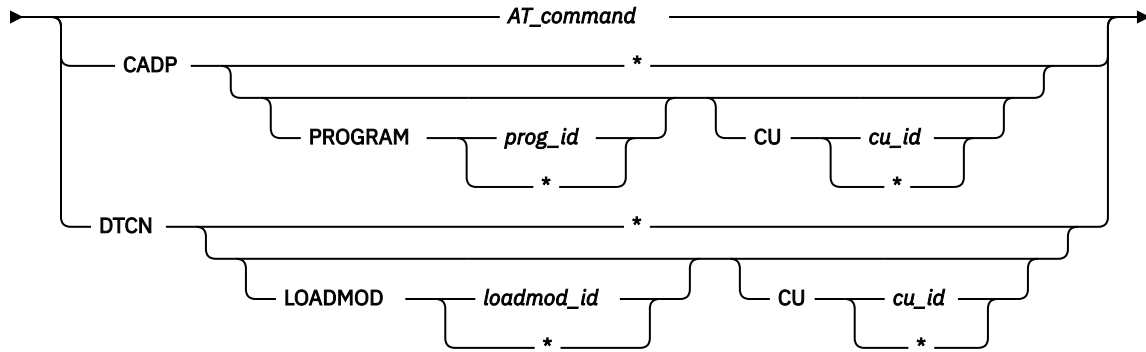 AT_command
CADP *
PROGRAM prog_id CU cu_id
* *
DTCN *
LOADMOD loadmod_id CU cu_id
* *